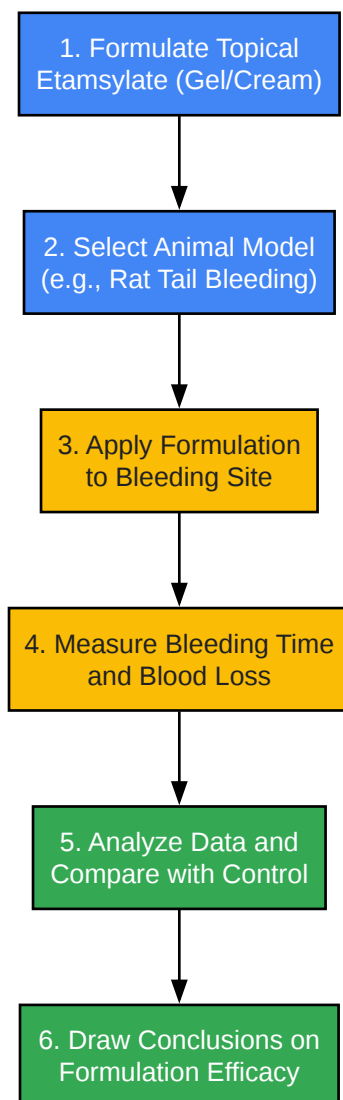 1. Formulate Topical
Etamsylate (Gel/Cream)
2. Select Animal Model
(e.g., Rat Tail Bleeding)
3. Apply Formulation
to Bleeding Site
4. Measure Bleeding Time
and Blood Loss
5. Analyze Data and
Compare with Control
6. Draw Conclusions on
Formulation Efficacy